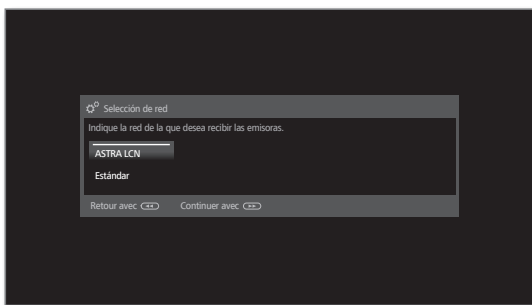 Selección de red
Indique la red de la que desea recibir las emisoras.
ASTRA LCN
Estándar
Retour avec Continuer avec